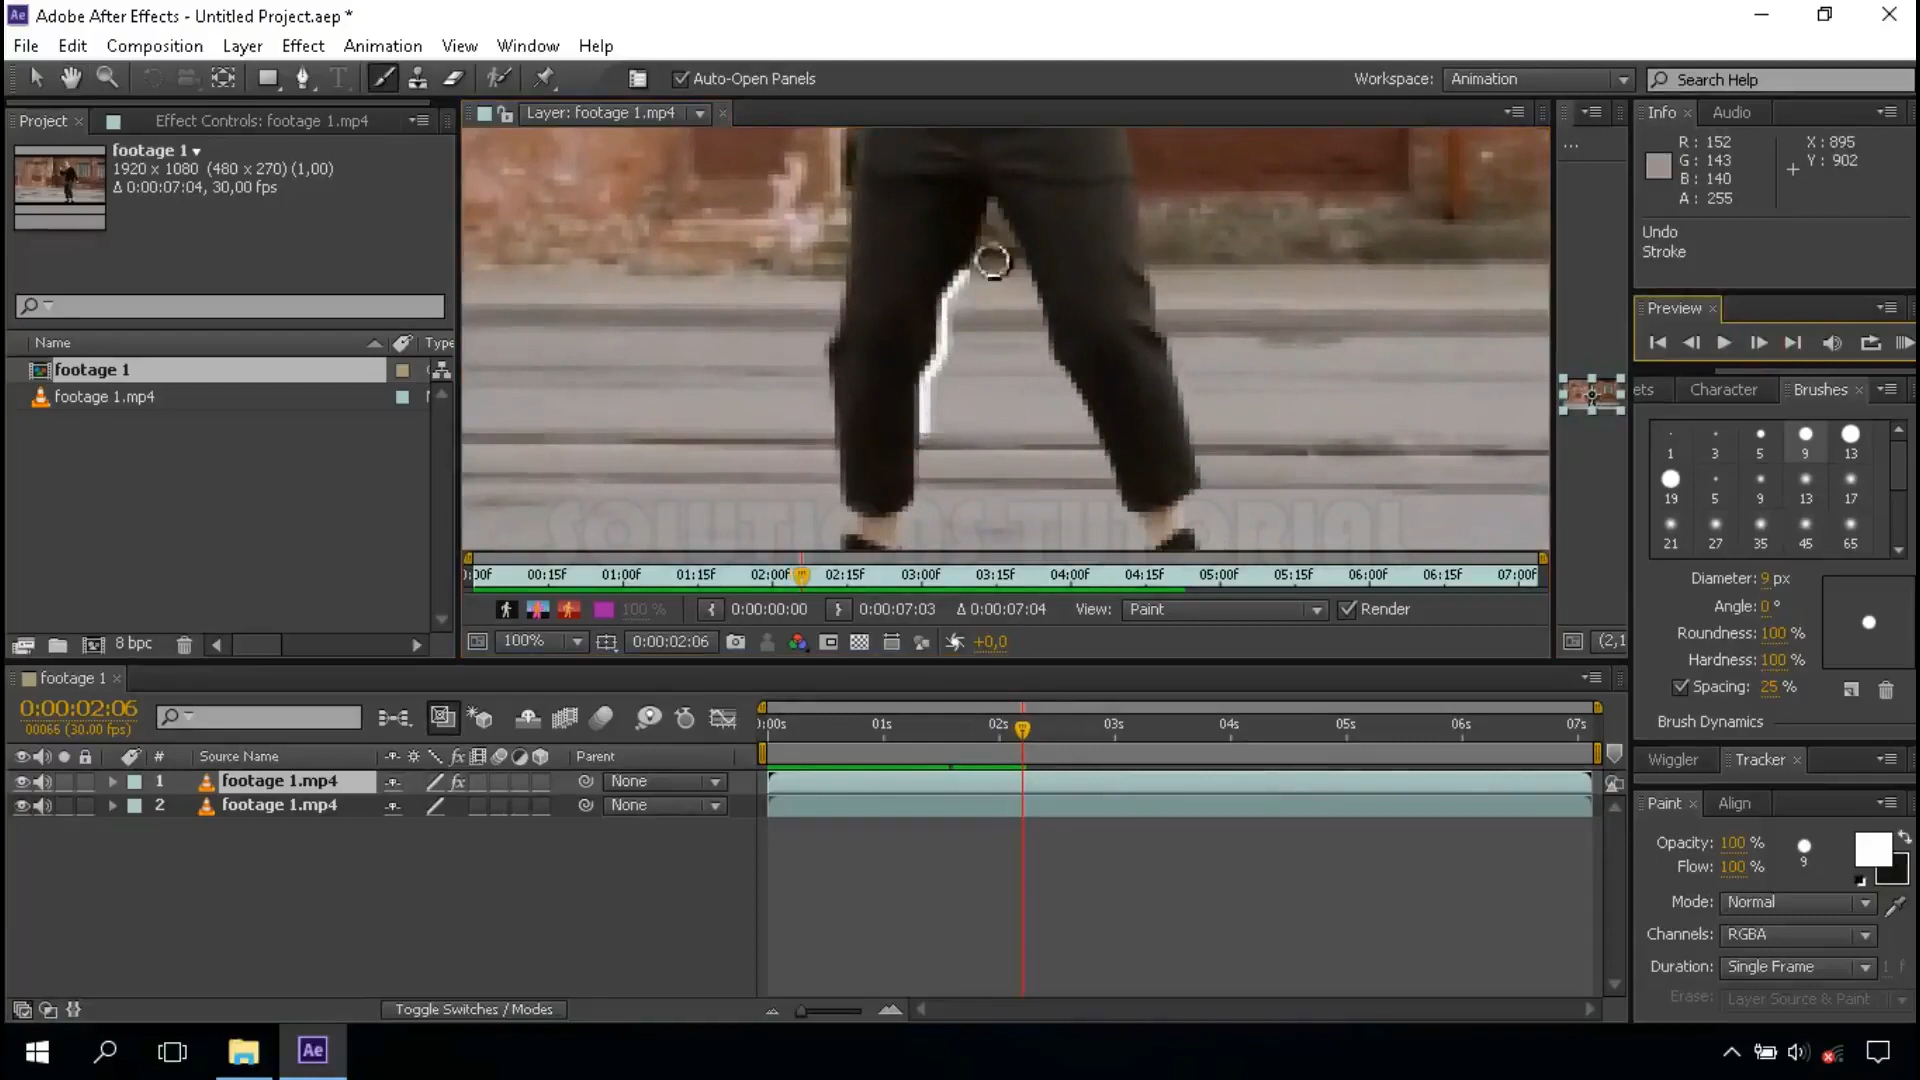 Ae Adobe After Effects - Untitled Project.aep *
File Edit Composition Layer Effect Animation View Window Help
Auto-Open Panels Workspace: Animation Search Help
Project × Effect Controls: footage 1.mp4
footage 1
1920 x 1080 (480 x 270) (1,00)
Δ 0:00:07:04, 30,00 fps
Name Type
footage 1
footage 1.mp4
8 bpc
Layer: footage 1.mp4 ×
SOLUTIONS TUTORIAL
00f 00:15f 01:00f 01:15f 02:00f 02:15f 03:00f 03:15f 04:00f 04:15f 05:00f 05:15f 06:00f 06:15f 07:00f
100 % 0:00:00:00 0:00:07:03 Δ 0:00:07:04 View: Paint Render
100% 0:00:02:06 +0,0
...
(2,1
Info × Audio
R: 152 X: 895
G: 143 Y: 902
B: 140
A: 255
Undo
Stroke
Preview ×
ets Character Brushes ×
1 3 5 9 13
19 5 9 13 17
21 27 35 45 65
Diameter: 9 px
Angle: 0 °
Roundness: 100 %
Hardness: 100 %
Spacing: 25 %
Brush Dynamics
Wiggler Tracker ×
Paint × Align
Opacity: 100 %
Flow: 100 %
9
Mode: Normal
Channels: RGBA
Duration: Single Frame 1 f
Erase: Layer Source & Paint
footage 1 ×
0:00:02:06
00066 (30.00 fps)
# Source Name fx Parent
1 footage 1.mp4 fx None
2 footage 1.mp4 None
):00s 01s 02s 03s 04s 05s 06s 07s
Toggle Switches / Modes
Ae